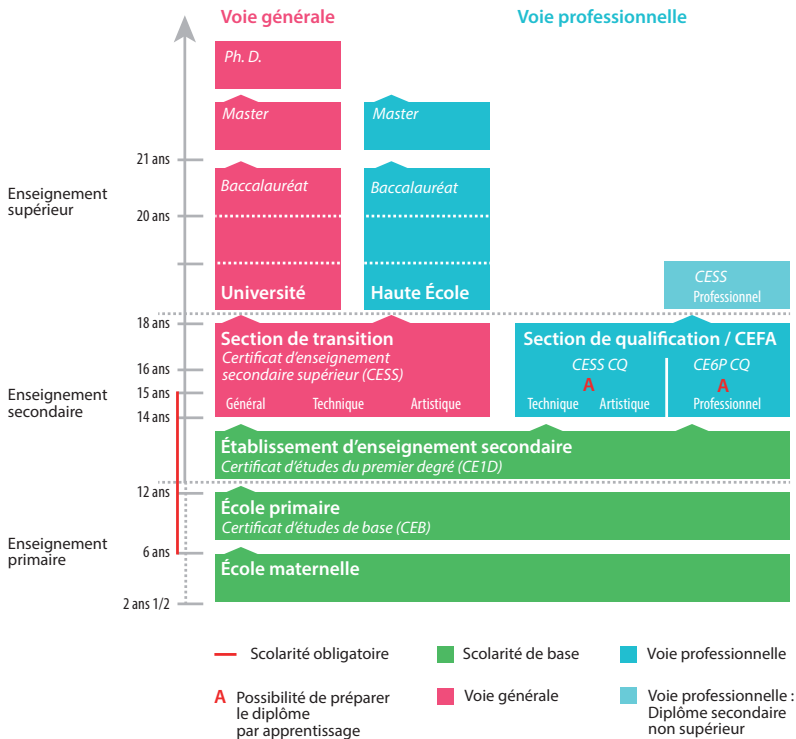 Voie générale
Voie professionnelle
Ph. D.
Master
Master
21 ans
Enseignement
supérieur
Baccalauréat
Baccalauréat
20 ans
CESS
Professionnel
Université
Haute École
18 ans
Section de transition
Certificat d'enseignement
secondaire supérieur (CESS)
Général
Technique
Artistique
Section de qualification / CEFA
CESS CQ
A
Technique
Artistique
CE6P CQ
A
Professionnel
16 ans
15 ans
14 ans
Enseignement
secondaire
Établissement d'enseignement secondaire
Certificat d'études du premier degré (CE1D)
12 ans
École primaire
Certificat d'études de base (CEB)
Enseignement
primaire
6 ans
École maternelle
2 ans 1/2
Scolarité obligatoire
Scolarité de base
Voie professionnelle
A Possibilité de préparer
le diplôme
par apprentissage
Voie générale
Voie professionnelle :
Diplôme secondaire
non supérieur